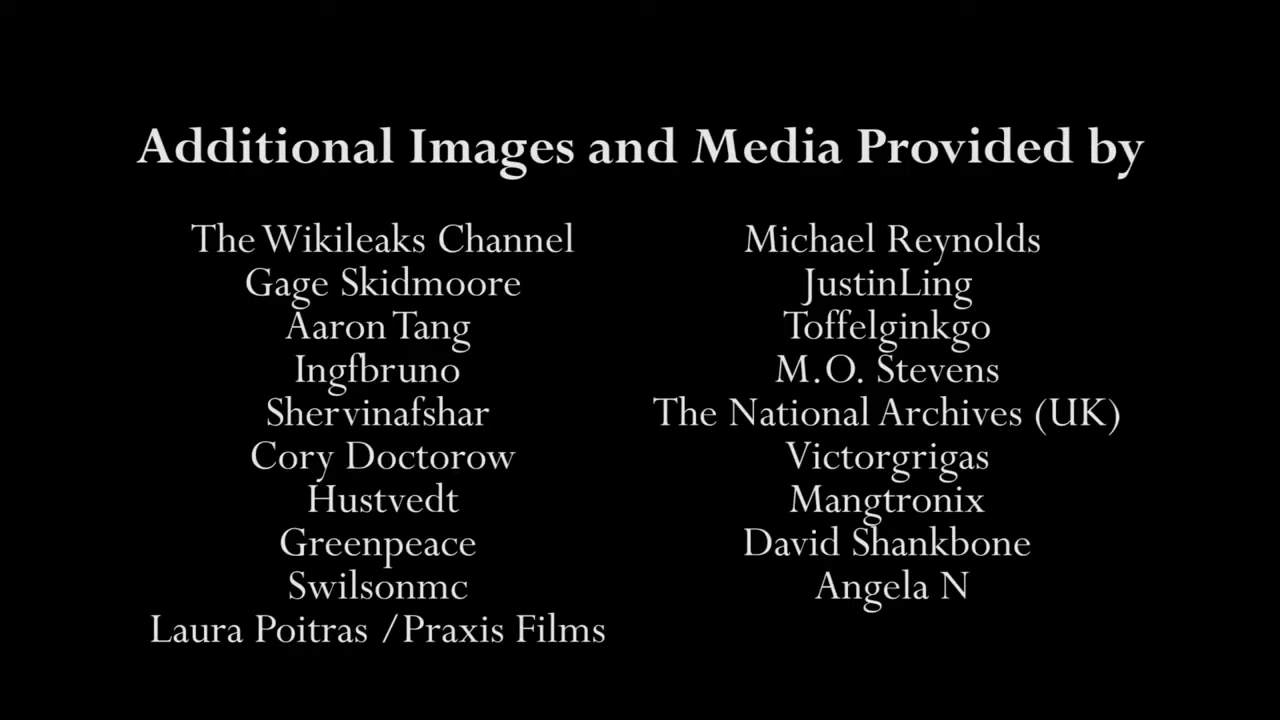 Additional Images and Media Provided by
The Wikileaks Channel
Gage Skidmoore
Aaron Tang
Ingfbruno
Shervinafshar
Cory Doctorow
Hustvedt
Greenpeace
Swilsonmc
Laura Poitras /Praxis Films
Michael Reynolds
JustinLing
Toffelginkgo
M.O. Stevens
The National Archives (UK)
Victorgrigas
Mangtronix
David Shankbone
Angela N